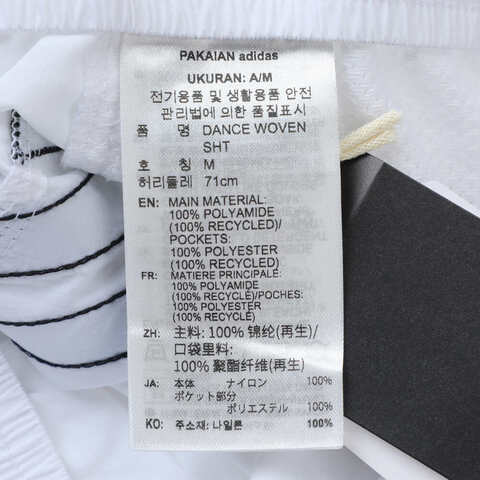 PAKAIAN adidas
UKURAN: A/M
전기용품 및 생활용품 안전
관리법에 의한 품질표시
품 명 DANCE WOVEN
SHT
호 칭 M
허리둘레 71cm
EN: MAIN MATERIAL:
100% POLYAMIDE
(100% RECYCLED)/
POCKETS:
100% POLYESTER
(100% RECYCLED)
FR: MATIERE PRINCIPALE:
100% POLYAMIDE
(100% RECYCLÉ)/POCHES:
100% POLYESTER
(100% RECYCLÉ)
ZH: 主料: 100% 锦纶(再生)/
口袋里料:
100% 聚酯纤维(再生)
JA: 本体 ナイロン 100%
ポケット部分
ポリエステル 100%
KO: 주소재: 나일론 100%